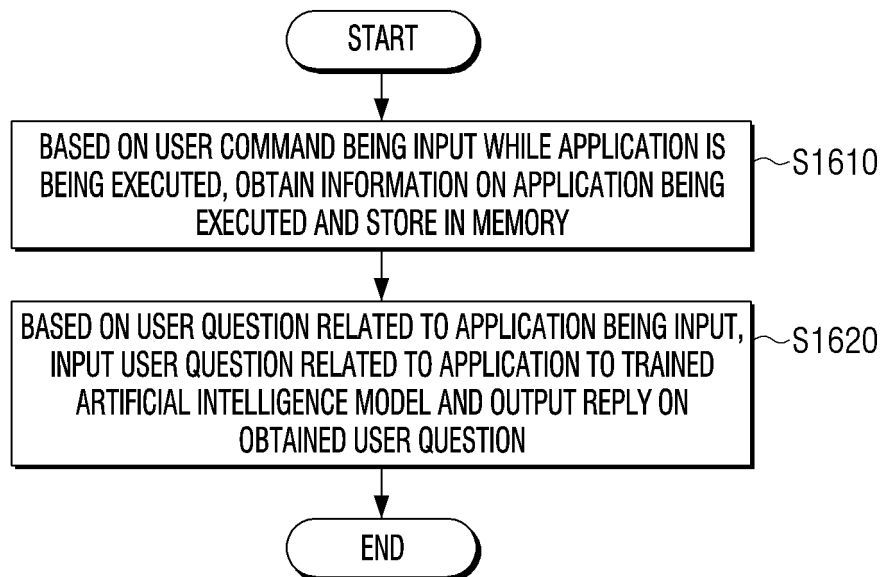 START
BASED ON USER COMMAND BEING INPUT WHILE APPLICATION IS
BEING EXECUTED, OBTAIN INFORMATION ON APPLICATION BEING
EXECUTED AND STORE IN MEMORY
S1610
BASED ON USER QUESTION RELATED TO APPLICATION BEING INPUT,
INPUT USER QUESTION RELATED TO APPLICATION TO TRAINED
ARTIFICIAL INTELLIGENCE MODEL AND OUTPUT REPLY ON
OBTAINED USER QUESTION
S1620
END